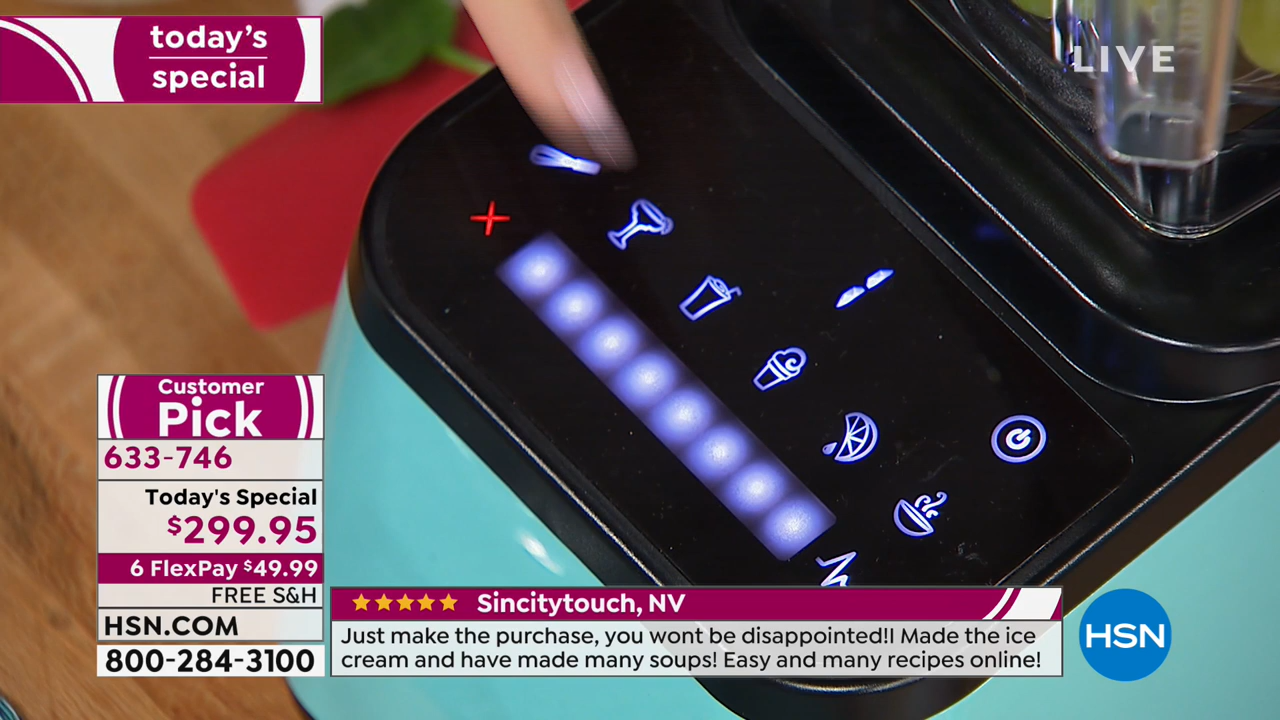 today's
special
LIVE
Customer
Pick
633-746
Today's Special
$299.95
6 FlexPay $49.99
FREE S&H
HSN.COM
800-284-3100
Sincitytouch, NV
Just make the purchase, you wont be disappointed!I Made the ice
cream and have made many soups! Easy and many recipes online!
HSN